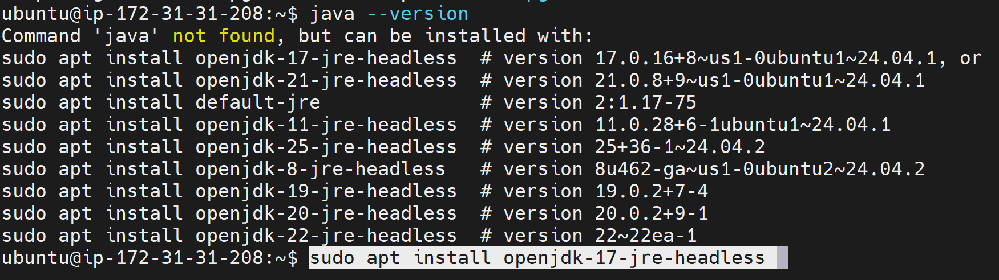 ubuntu@ip-172-31-31-208:~$ java --version
Command 'java' not found, but can be installed with:
sudo apt install openjdk-17-jre-headless  # version 17.0.16+8~us1-0ubuntu1~24.04.1, or
sudo apt install openjdk-21-jre-headless  # version 21.0.8+9~us1-0ubuntu1~24.04.1
sudo apt install default-jre              # version 2:1.17-75
sudo apt install openjdk-11-jre-headless  # version 11.0.28+6-1ubuntu1~24.04.1
sudo apt install openjdk-25-jre-headless  # version 25+36-1~24.04.2
sudo apt install openjdk-8-jre-headless   # version 8u462-ga~us1-0ubuntu2~24.04.2
sudo apt install openjdk-19-jre-headless  # version 19.0.2+7-4
sudo apt install openjdk-20-jre-headless  # version 20.0.2+9-1
sudo apt install openjdk-22-jre-headless  # version 22~22ea-1
ubuntu@ip-172-31-31-208:~$ sudo apt install openjdk-17-jre-headless